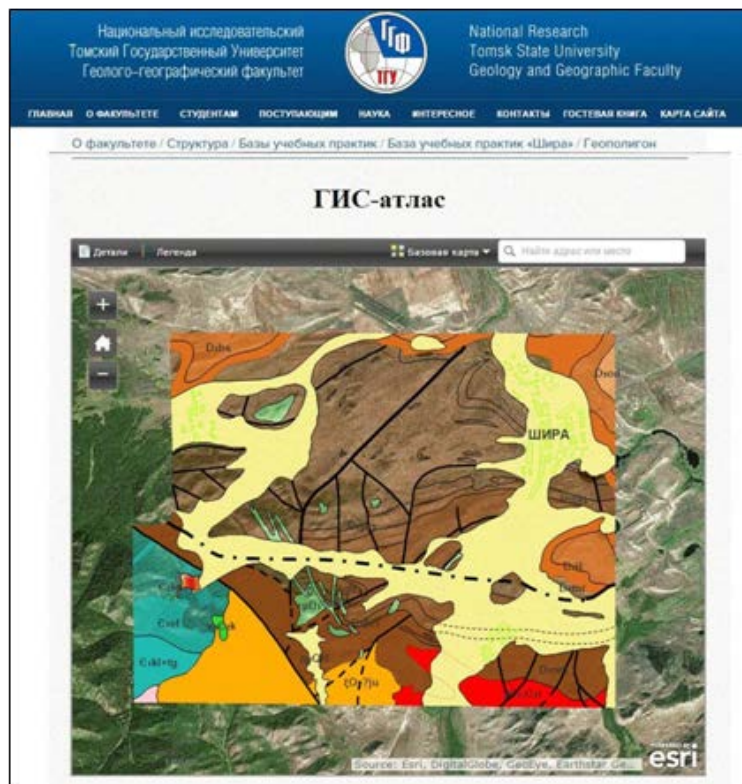 Национальный исследовательский
Томский Государственный Университет
Геолого-географический факультет
ГГФ
ТГУ
National Research
Tomsk State University
Geology and Geographic Faculty
ГЛАВНАЯ О ФАКУЛЬТЕТЕ СТУДЕНТАМ ПОСТУПАЮЩИМ НАУКА ИНТЕРЕСНОЕ КОНТАКТЫ ГОСТЕВАЯ КНИГА КАРТА САЙТА
О факультете / Структура / Базы учебных практик / База учебных практик «Шира» / Геополигон
ГИС-атлас
Детали Легенда Базовая карта Найдите адрес или место
ШИРА
Source: Esri, DigitalGlobe, GeoEye, Earthstar Ge...
esri